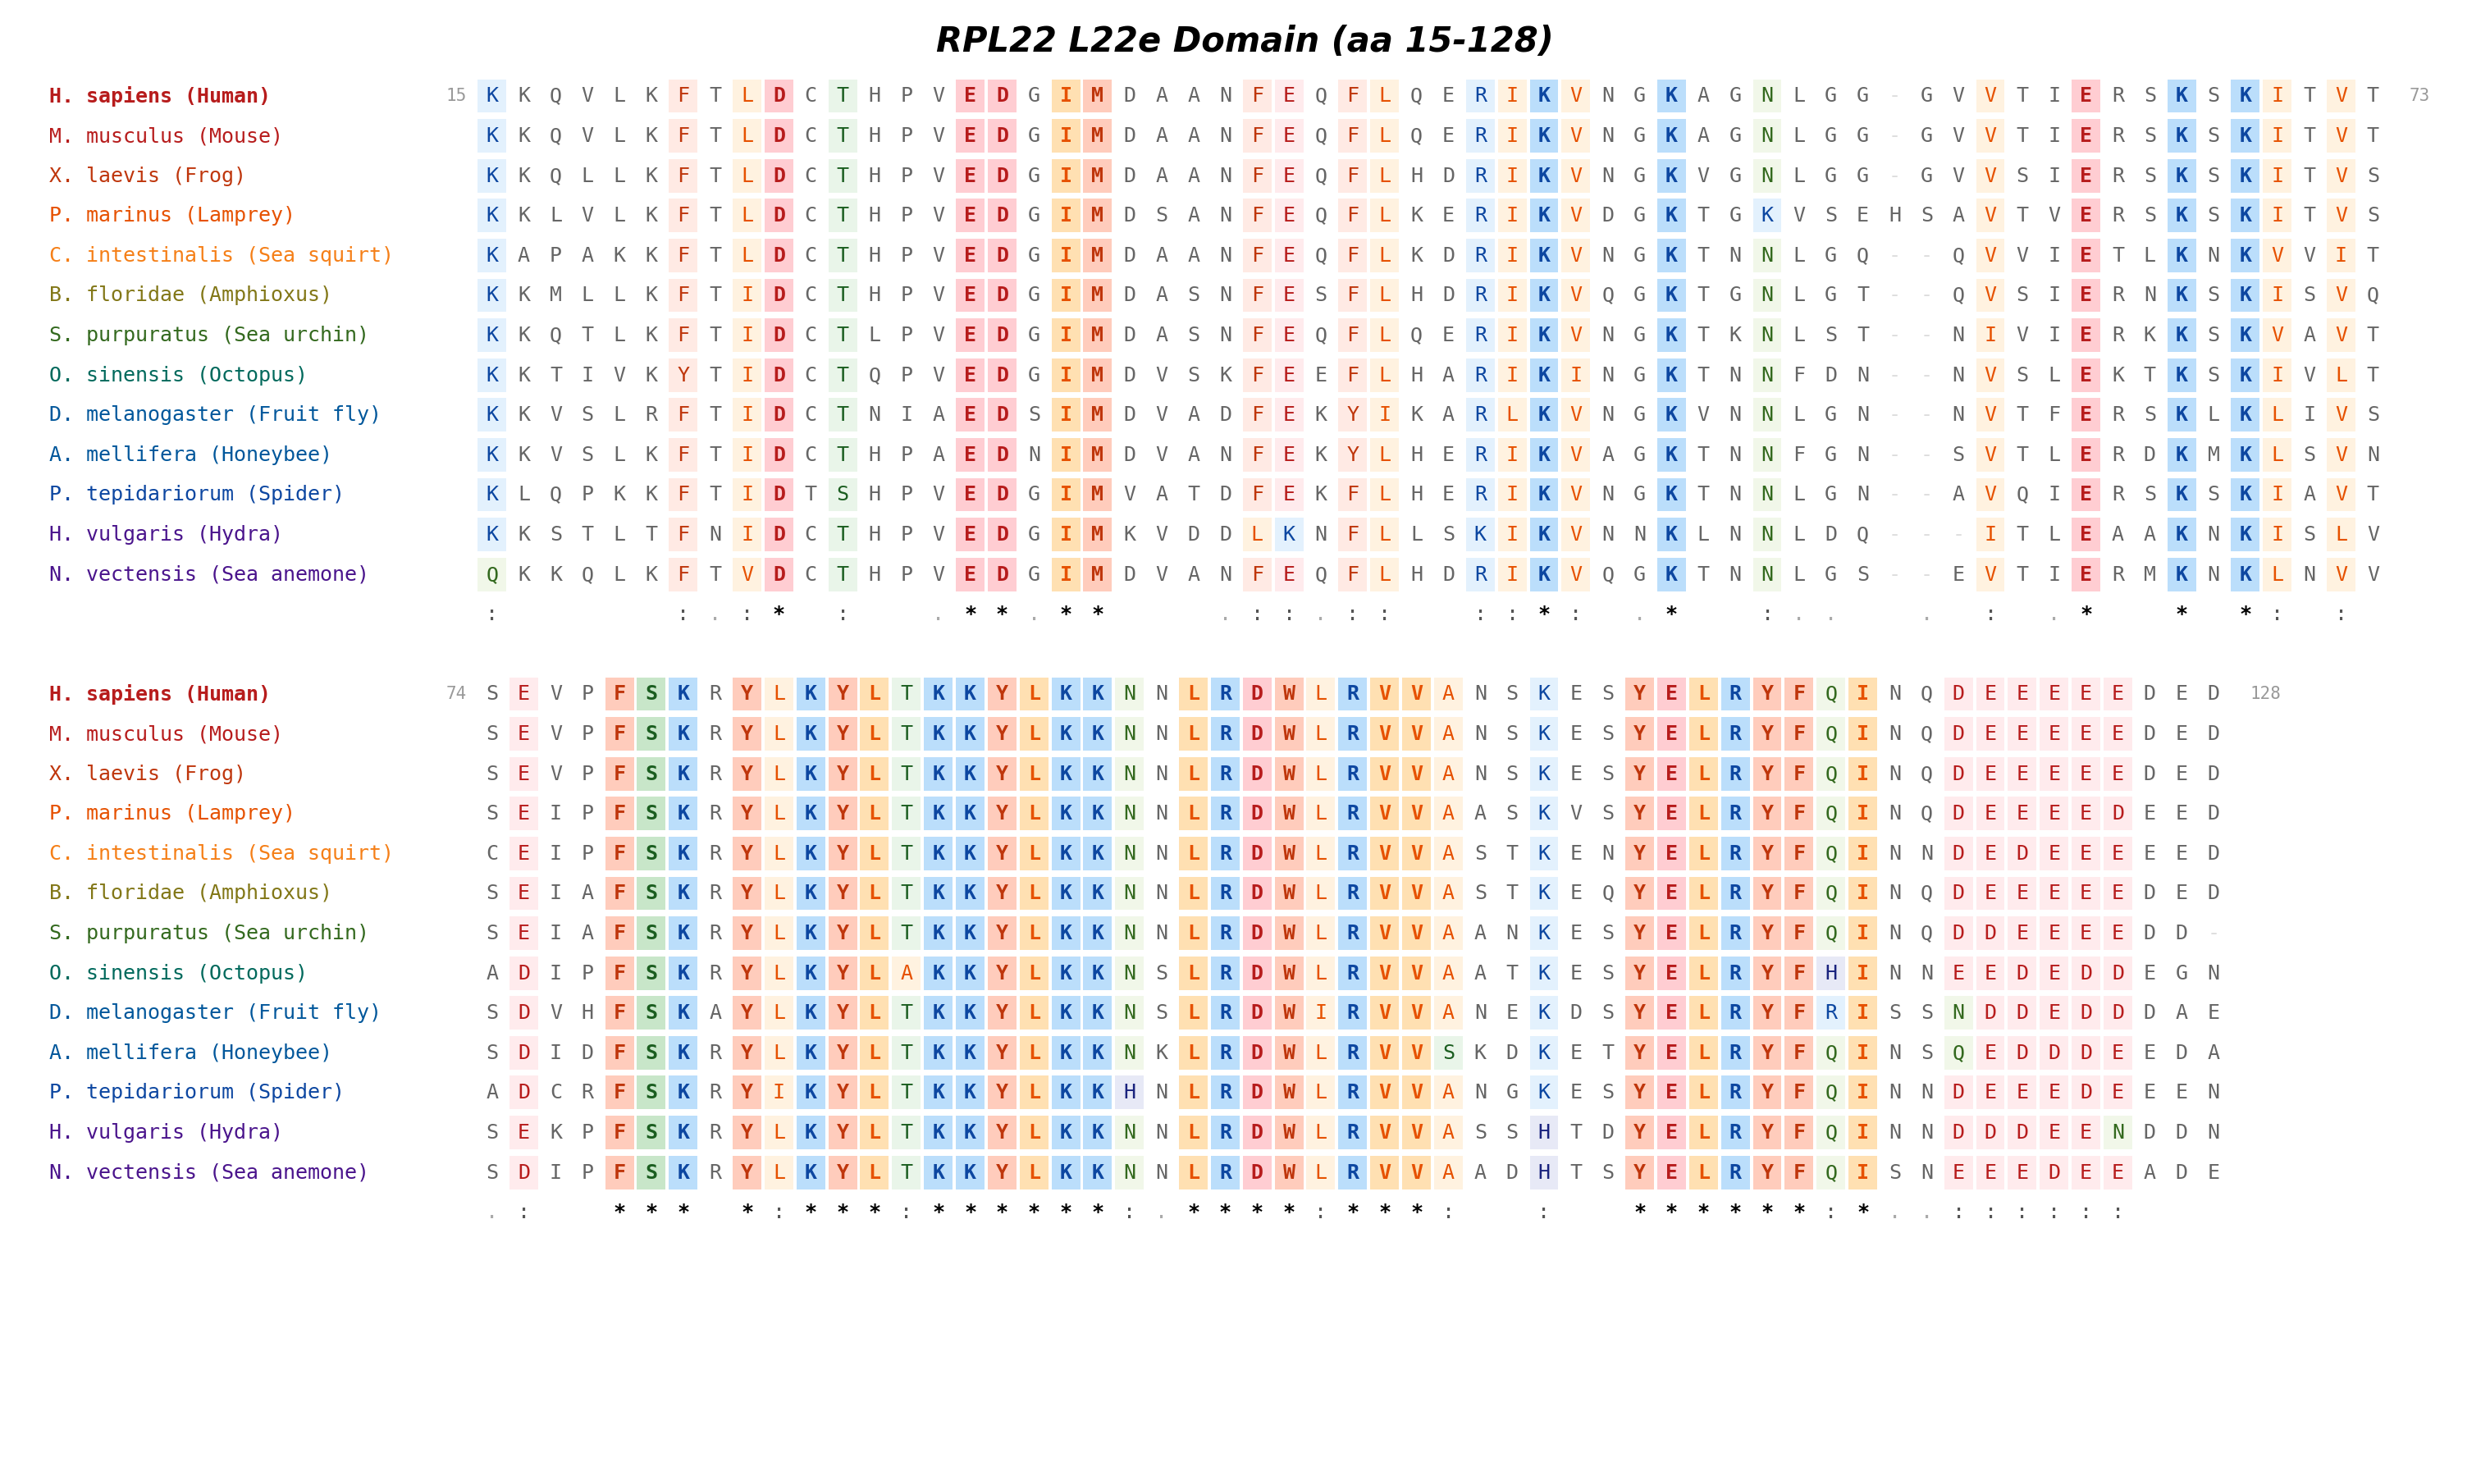 RPL22 L22e Domain (aa 15-128)
H. sapiens (Human) 15 K K Q V L K F T L D C T H P V E D G I M D A A N F E Q F L Q E R I K V N G K A G N L G G - G V V T I E R S K S K I T V T 73
M. musculus (Mouse) K K Q V L K F T L D C T H P V E D G I M D A A N F E Q F L Q E R I K V N G K A G N L G G - G V V T I E R S K S K I T V T
X. laevis (Frog) K K Q L L K F T L D C T H P V E D G I M D A A N F E Q F L H D R I K V N G K V G N L G G - G V V S I E R S K S K I T V S
P. marinus (Lamprey) K K L V L K F T L D C T H P V E D G I M D S A N F E Q F L K E R I K V D G K T G K V S E H S A V T V E R S K S K I T V S
C. intestinalis (Sea squirt) K A P A K K F T L D C T H P V E D G I M D A A N F E Q F L K D R I K V N G K T N N L G Q - - Q V V I E T L K N K V V I T
B. floridae (Amphioxus) K K M L L K F T I D C T H P V E D G I M D A S N F E S F L H D R I K V Q G K T G N L G T - - Q V S I E R N K S K I S V Q
S. purpuratus (Sea urchin) K K Q T L K F T I D C T L P V E D G I M D A S N F E Q F L Q E R I K V N G K T K N L S T - - N I V I E R K K S K V A V T
O. sinensis (Octopus) K K T I V K Y T I D C T Q P V E D G I M D V S K F E E F L H A R I K I N G K T N N F D N - - N V S L E K T K S K I V L T
D. melanogaster (Fruit fly) K K V S L R F T I D C T N I A E D S I M D V A D F E K Y I K A R L K V N G K V N N L G N - - N V T F E R S K L K L I V S
A. mellifera (Honeybee) K K V S L K F T I D C T H P A E D N I M D V A N F E K Y L H E R I K V A G K T N N F G N - - S V T L E R D K M K L S V N
P. tepidariorum (Spider) K L Q P K K F T I D T S H P V E D G I M V A T D F E K F L H E R I K V N G K T N N L G N - - A V Q I E R S K S K I A V T
H. vulgaris (Hydra) K K S T L T F N I D C T H P V E D G I M K V D D L K N F L L S K I K V N N K L N N L D Q - - - I T L E A A K N K I S L V
N. vectensis (Sea anemone) Q K K Q L K F T V D C T H P V E D G I M D V A N F E Q F L H D R I K V Q G K T N N L G S - - E V T I E R M K N K L N V V
: : . : * : . * * . * * . : : . : : : : * : . * : . . . : . * * * : :
H. sapiens (Human) 74 S E V P F S K R Y L K Y L T K K Y L K K N N L R D W L R V V A N S K E S Y E L R Y F Q I N Q D E E E E E D E D 128
M. musculus (Mouse) S E V P F S K R Y L K Y L T K K Y L K K N N L R D W L R V V A N S K E S Y E L R Y F Q I N Q D E E E E E D E D
X. laevis (Frog) S E V P F S K R Y L K Y L T K K Y L K K N N L R D W L R V V A N S K E S Y E L R Y F Q I N Q D E E E E E D E D
P. marinus (Lamprey) S E I P F S K R Y L K Y L T K K Y L K K N N L R D W L R V V A A S K V S Y E L R Y F Q I N Q D E E E E D E E D
C. intestinalis (Sea squirt) C E I P F S K R Y L K Y L T K K Y L K K N N L R D W L R V V A S T K E N Y E L R Y F Q I N N D E D E E E E E D
B. floridae (Amphioxus) S E I A F S K R Y L K Y L T K K Y L K K N N L R D W L R V V A S T K E Q Y E L R Y F Q I N Q D E E E E E D E D
S. purpuratus (Sea urchin) S E I A F S K R Y L K Y L T K K Y L K K N N L R D W L R V V A A N K E S Y E L R Y F Q I N Q D D E E E E D D -
O. sinensis (Octopus) A D I P F S K R Y L K Y L A K K Y L K K N S L R D W L R V V A A T K E S Y E L R Y F H I N N E E D E D D E G N
D. melanogaster (Fruit fly) S D V H F S K A Y L K Y L T K K Y L K K N S L R D W I R V V A N E K D S Y E L R Y F R I S S N D D E D D D A E
A. mellifera (Honeybee) S D I D F S K R Y L K Y L T K K Y L K K N K L R D W L R V V S K D K E T Y E L R Y F Q I N S Q E D D D E E D A
P. tepidariorum (Spider) A D C R F S K R Y I K Y L T K K Y L K K H N L R D W L R V V A N G K E S Y E L R Y F Q I N N D E E E D E E E N
H. vulgaris (Hydra) S E K P F S K R Y L K Y L T K K Y L K K N N L R D W L R V V A S S H T D Y E L R Y F Q I N N D D D E E N D D N
N. vectensis (Sea anemone) S D I P F S K R Y L K Y L T K K Y L K K N N L R D W L R V V A A D H T S Y E L R Y F Q I S N E E E D E E A D E
. : * * * * : * * * : * * * * * * : . * * * * : * * * : : * * * * * * : * . . : : : : : :